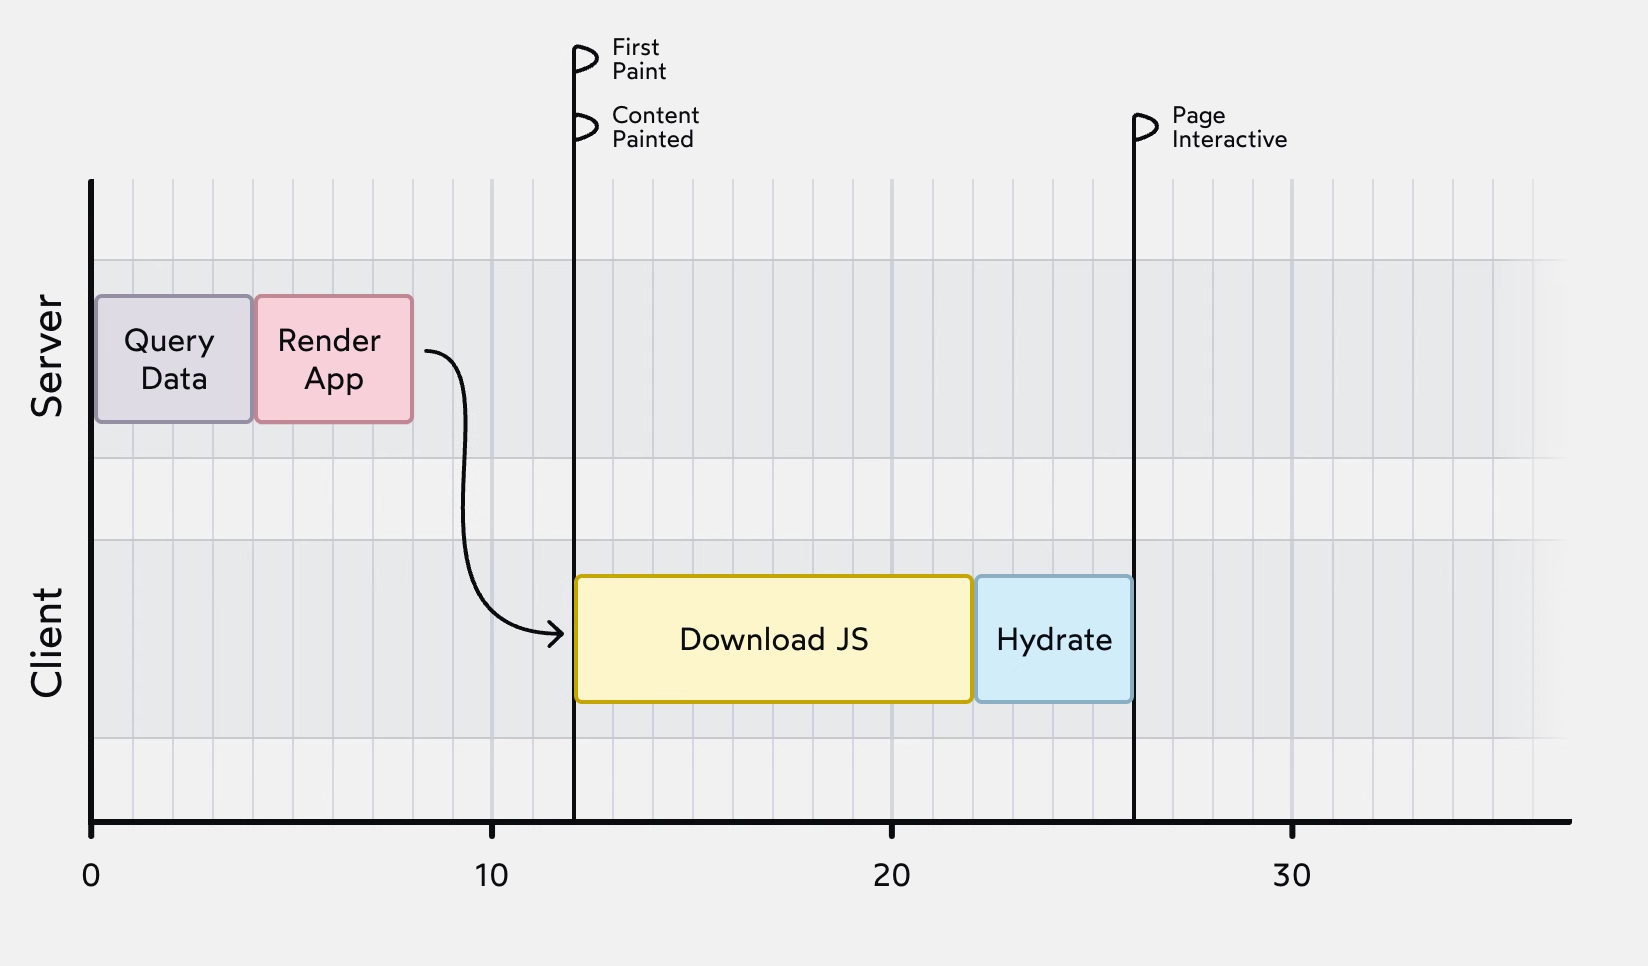 First
Paint
Content
Painted
Page
Interactive
Server
Query
Data
Render
App
Client
Download JS
Hydrate
0
10
20
30